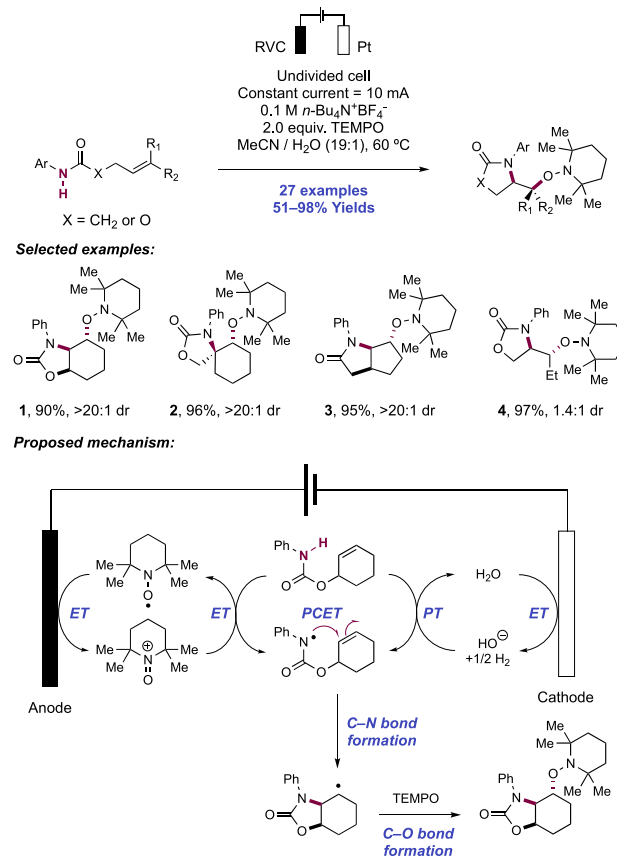 RVC Pt
Undivided cell
Constant current = 10 mA
0.1 M n-Bu4N+BF4-
2.0 equiv. TEMPO
MeCN / H2O (19:1), 60 ºC
27 examples
51–98% Yields
Ar N H O X R1 R2
X = CH2 or O
O N Ar X O N Me Me Me Me R1 R2
Selected examples:
Me Me Ph N O N Me Me O O
Me Me Ph N O N Me Me O O
Me Me Ph N O N Me Me O
Ph N O O Me Me O N Et Me Me
1, 90%, >20:1 dr
2, 96%, >20:1 dr
3, 95%, >20:1 dr
4, 97%, 1.4:1 dr
Proposed mechanism:
Me Me N Me Me O •
Ph N H O O
H2O
ET ET PCET PT ET
Me Me N+ Me Me O
Ph N • O O
HO⊖
+1/2 H2
Anode
Cathode
C–N bond
formation
Ph N O O •
TEMPO
C–O bond
formation
Me Me O N Me Me Ph N O O